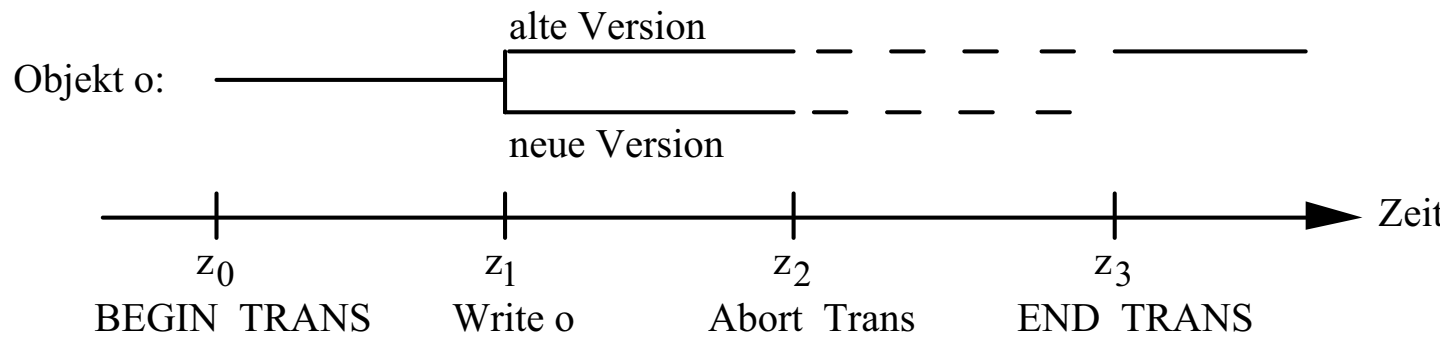 alte Version
Objekt o:
neue Version
Zeit
z0 z1 z2 z3
BEGIN TRANS Write o Abort Trans END TRANS